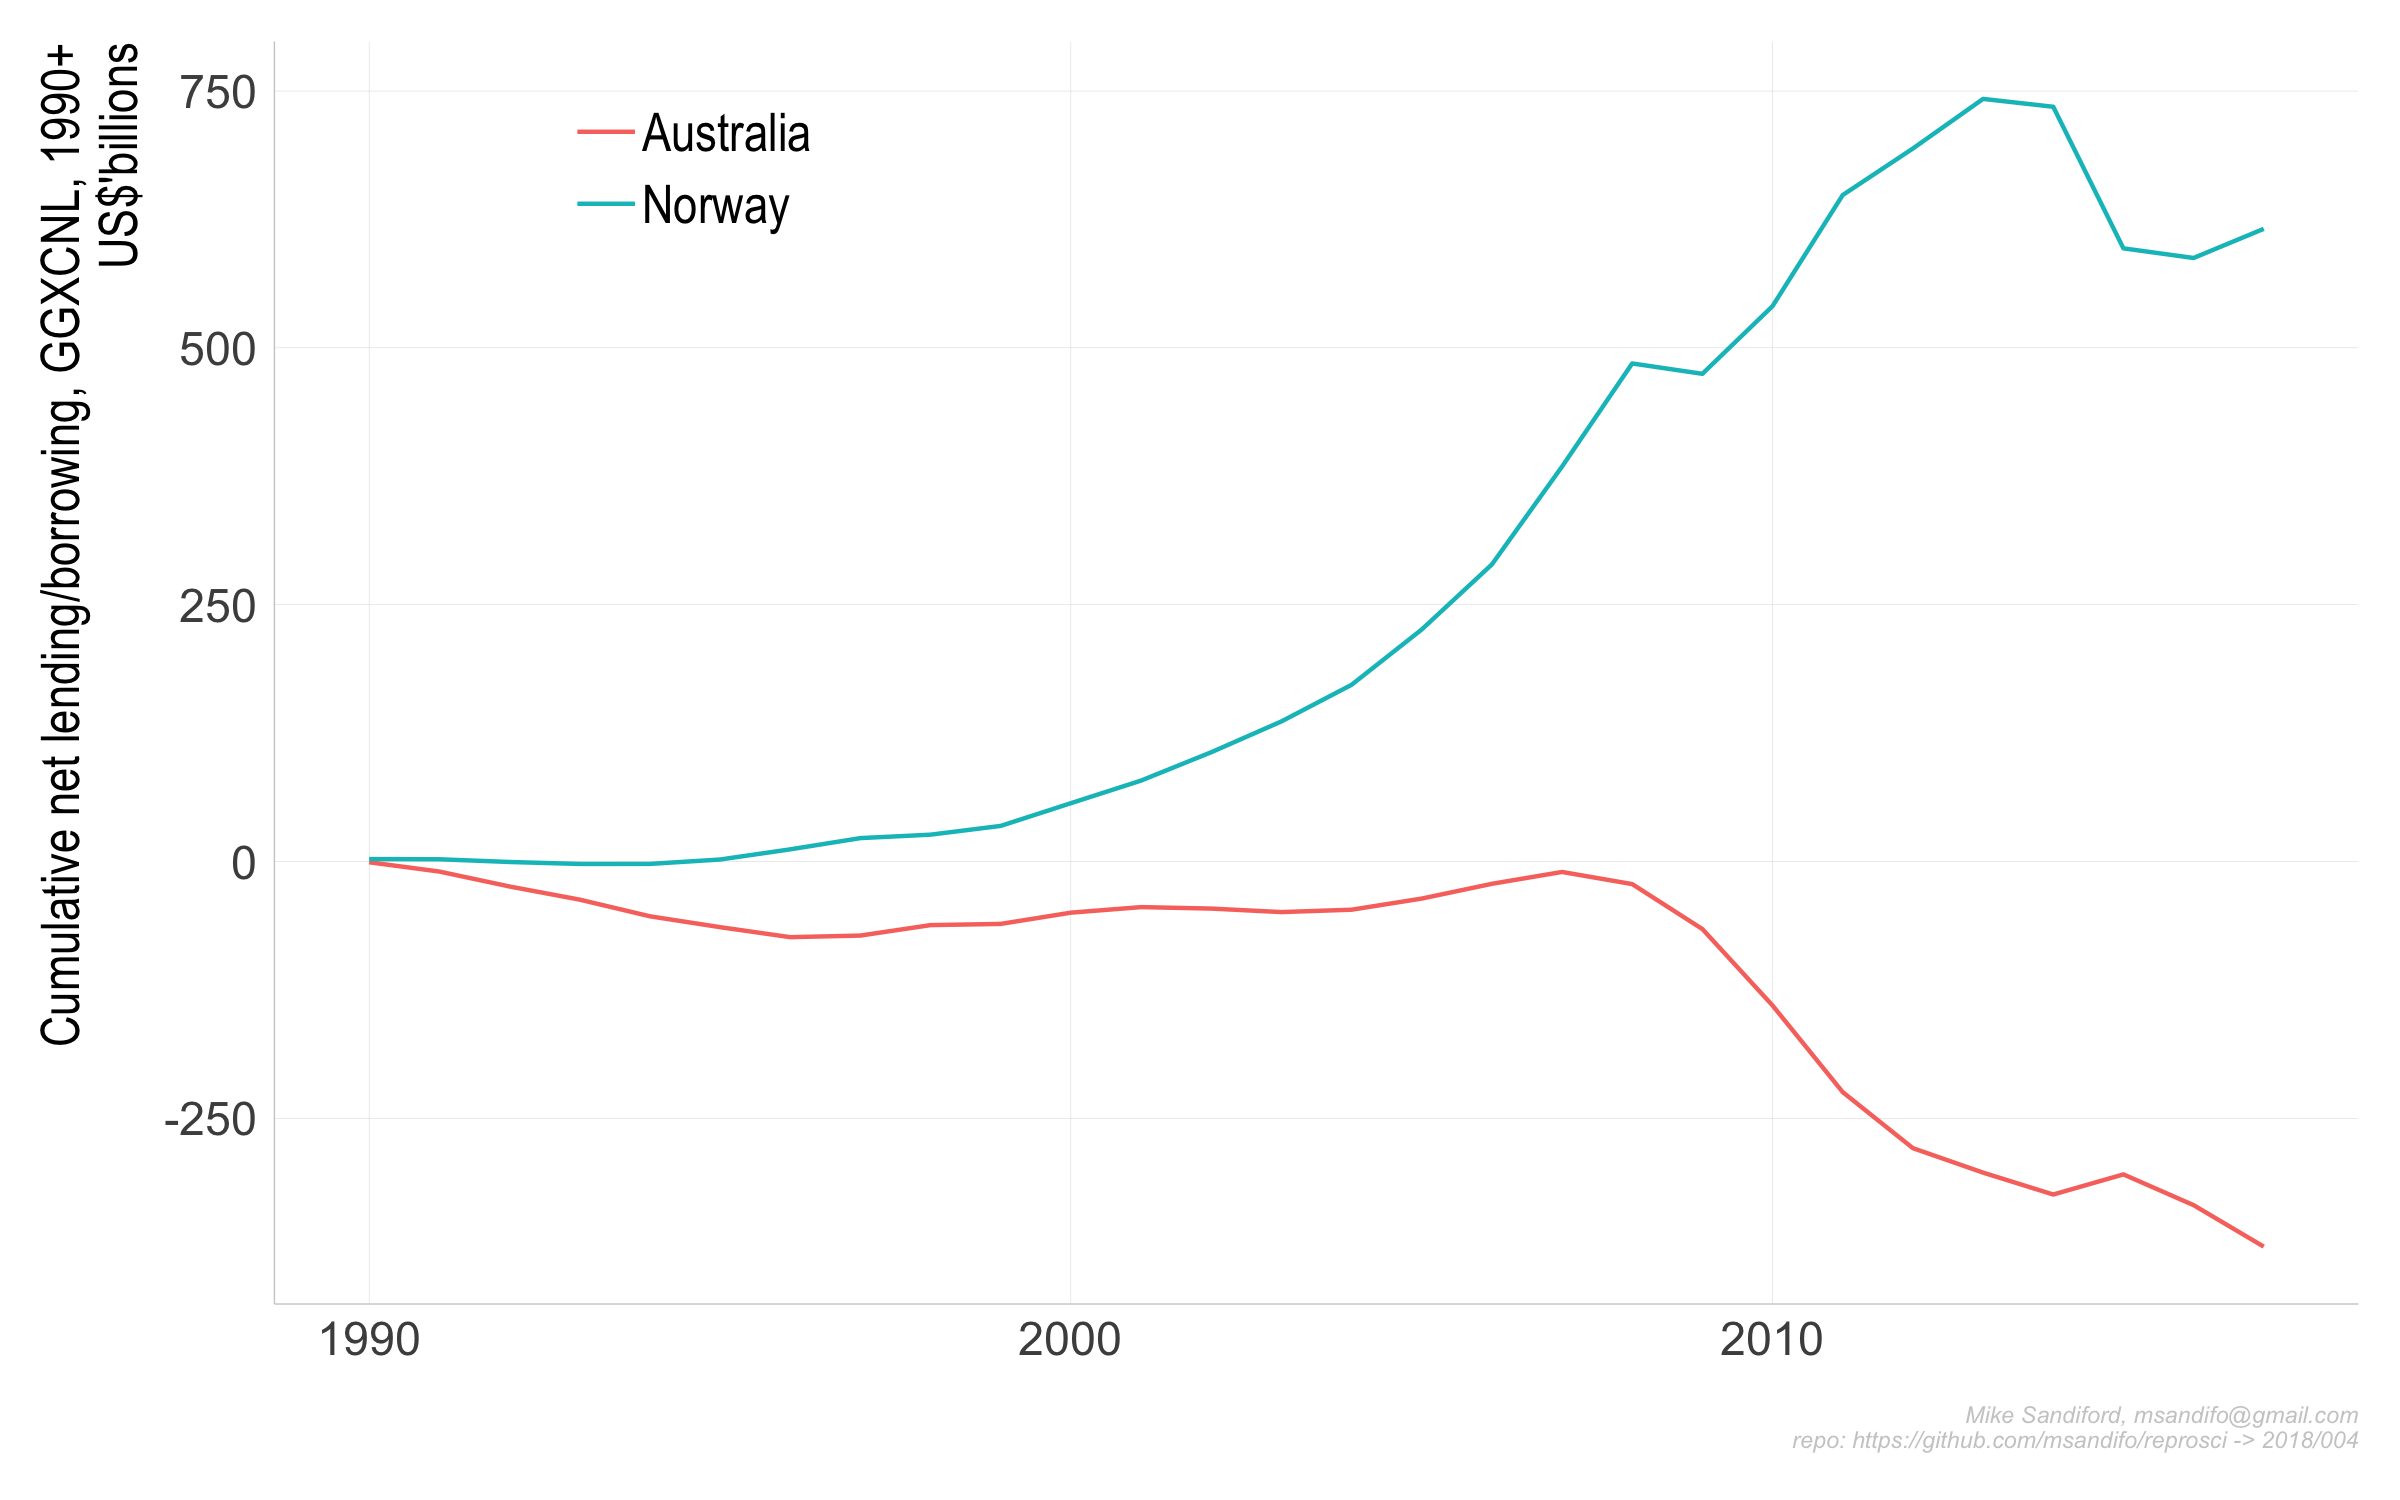 Cumulative net lending/borrowing, GGXCNL, 1990+
US$'billions
750
500
250
0
-250
Australia
Norway
1990
2000
2010
Mike Sandiford, msandifo@gmail.com
repo: https://github.com/msandifo/reprosci -> 2018/004